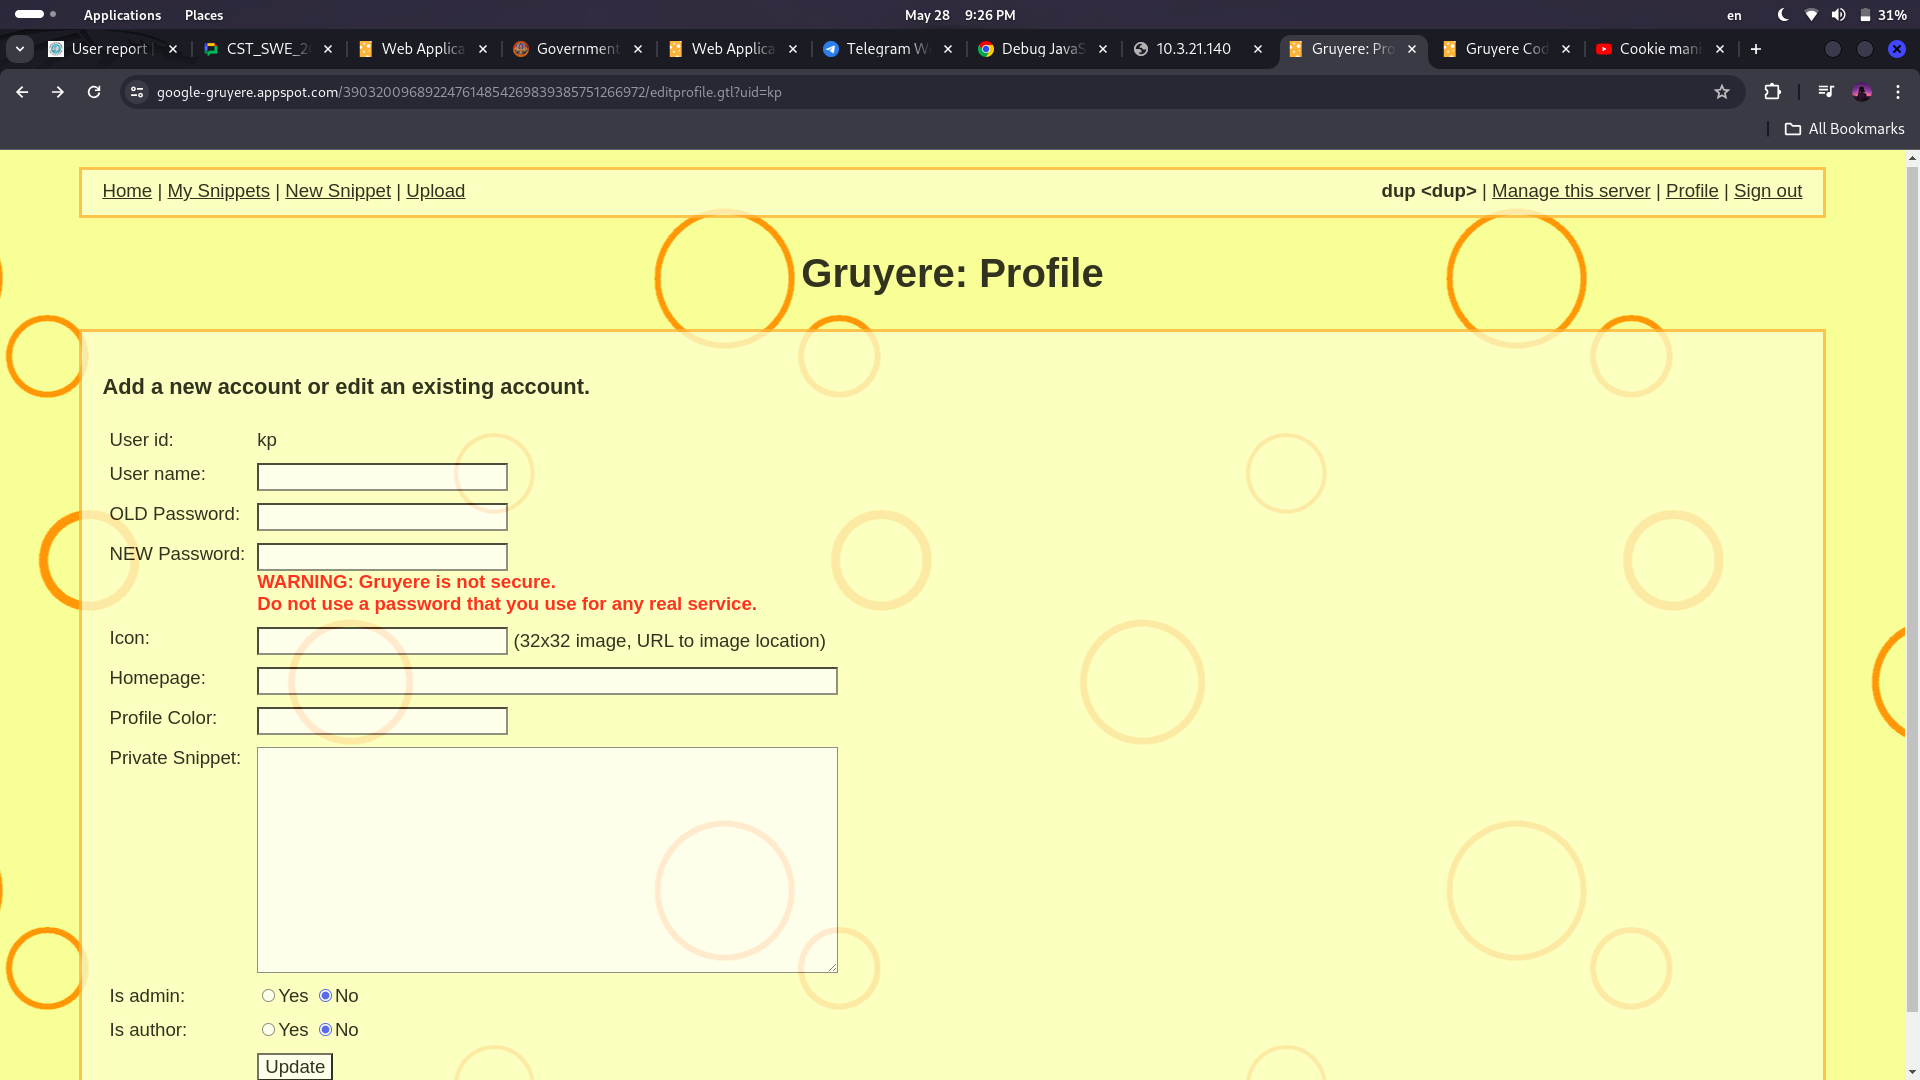 Applications Places May 28 9:26 PM en 31%
User report CST_SWE_2 Web Applica Government Web Applica Telegram W Debug JavaS 10.3.21.140 Gruyere: Pro Gruyere Cod Cookie mani
google-gruyere.appspot.com/390320096892247614854269839385751266972/editprofile.gtl?uid=kp
All Bookmarks
Home | My Snippets | New Snippet | Upload dup <dup> | Manage this server | Profile | Sign out
Gruyere: Profile
Add a new account or edit an existing account.
User id: kp
User name:
OLD Password:
NEW Password:
WARNING: Gruyere is not secure.
Do not use a password that you use for any real service.
Icon: (32x32 image, URL to image location)
Homepage:
Profile Color:
Private Snippet:
Is admin: Yes No
Is author: Yes No
Update